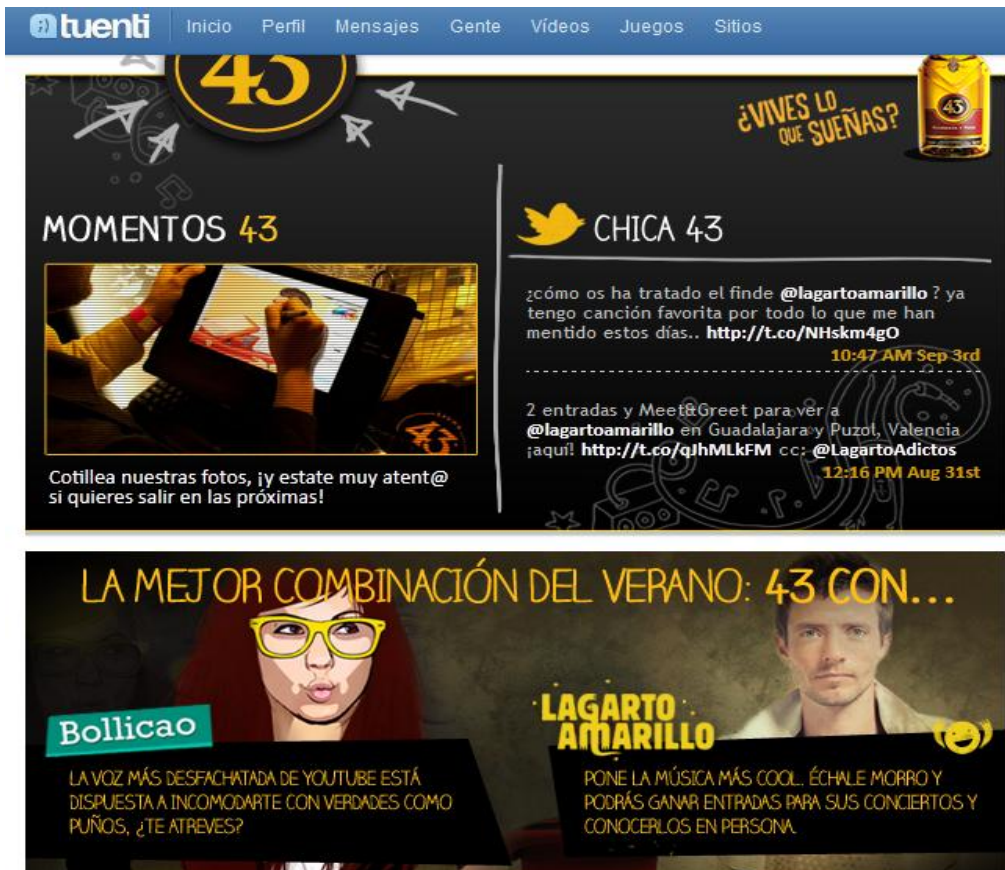 tuenti Inicio Perfil Mensajes Gente Vídeos Juegos Sitios
43
¿VIVES LO
QUE SUEÑAS?
43
MOMENTOS 43
43
Cotillea nuestras fotos, ¡y estate muy atent@
si quieres salir en las próximas!
CHICA 43
¿cómo os ha tratado el finde @lagartoamarillo ? ya
tengo canción favorita por todo lo que me han
mentido estos días.. http://t.co/NHskm4gO
10:47 AM Sep 3rd
2 entradas y Meet&Greet para ver a
@lagartoamarillo en Guadalajara y Puzol, Valencia
¡aquí! http://t.co/qJhMLkFM cc: @LagartoAdictos
12:16 PM Aug 31st
LA MEJOR COMBINACIÓN DEL VERANO: 43 CON...
Bollicao
LA VOZ MÁS DESFACHATADA DE YOUTUBE ESTÁ
DISPUESTA A INCOMODARTE CON VERDADES COMO
PUÑOS, ¿TE ATREVES?
LAGARTO
AMARILLO
PONE LA MÚSICA MÁS COOL. ÉCHALE MORRO Y
PODRÁS GANAR ENTRADAS PARA SUS CONCIERTOS Y
CONOCERLOS EN PERSONA.